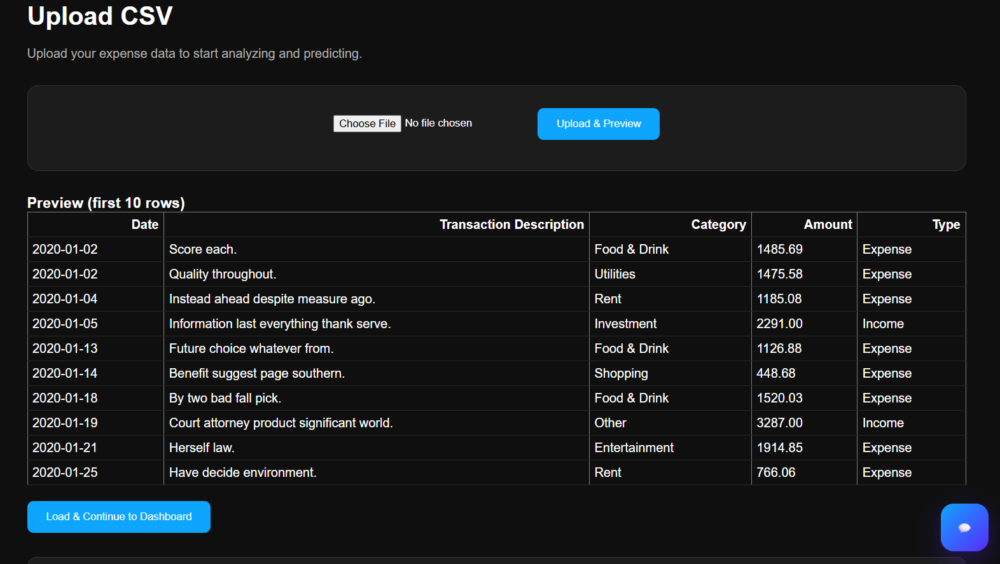 Upload CSV
Upload your expense data to start analyzing and predicting.
Choose File No file chosen Upload & Preview
Preview (first 10 rows)
Date Transaction Description Category Amount Type
2020-01-02 Score each. Food & Drink 1485.69 Expense
2020-01-02 Quality throughout. Utilities 1475.58 Expense
2020-01-04 Instead ahead despite measure ago. Rent 1185.08 Expense
2020-01-05 Information last everything thank serve. Investment 2291.00 Income
2020-01-13 Future choice whatever from. Food & Drink 1126.88 Expense
2020-01-14 Benefit suggest page southern. Shopping 448.68 Expense
2020-01-18 By two bad fall pick. Food & Drink 1520.03 Expense
2020-01-19 Court attorney product significant world. Other 3287.00 Income
2020-01-21 Herself law. Entertainment 1914.85 Expense
2020-01-25 Have decide environment. Rent 766.06 Expense
Load & Continue to Dashboard